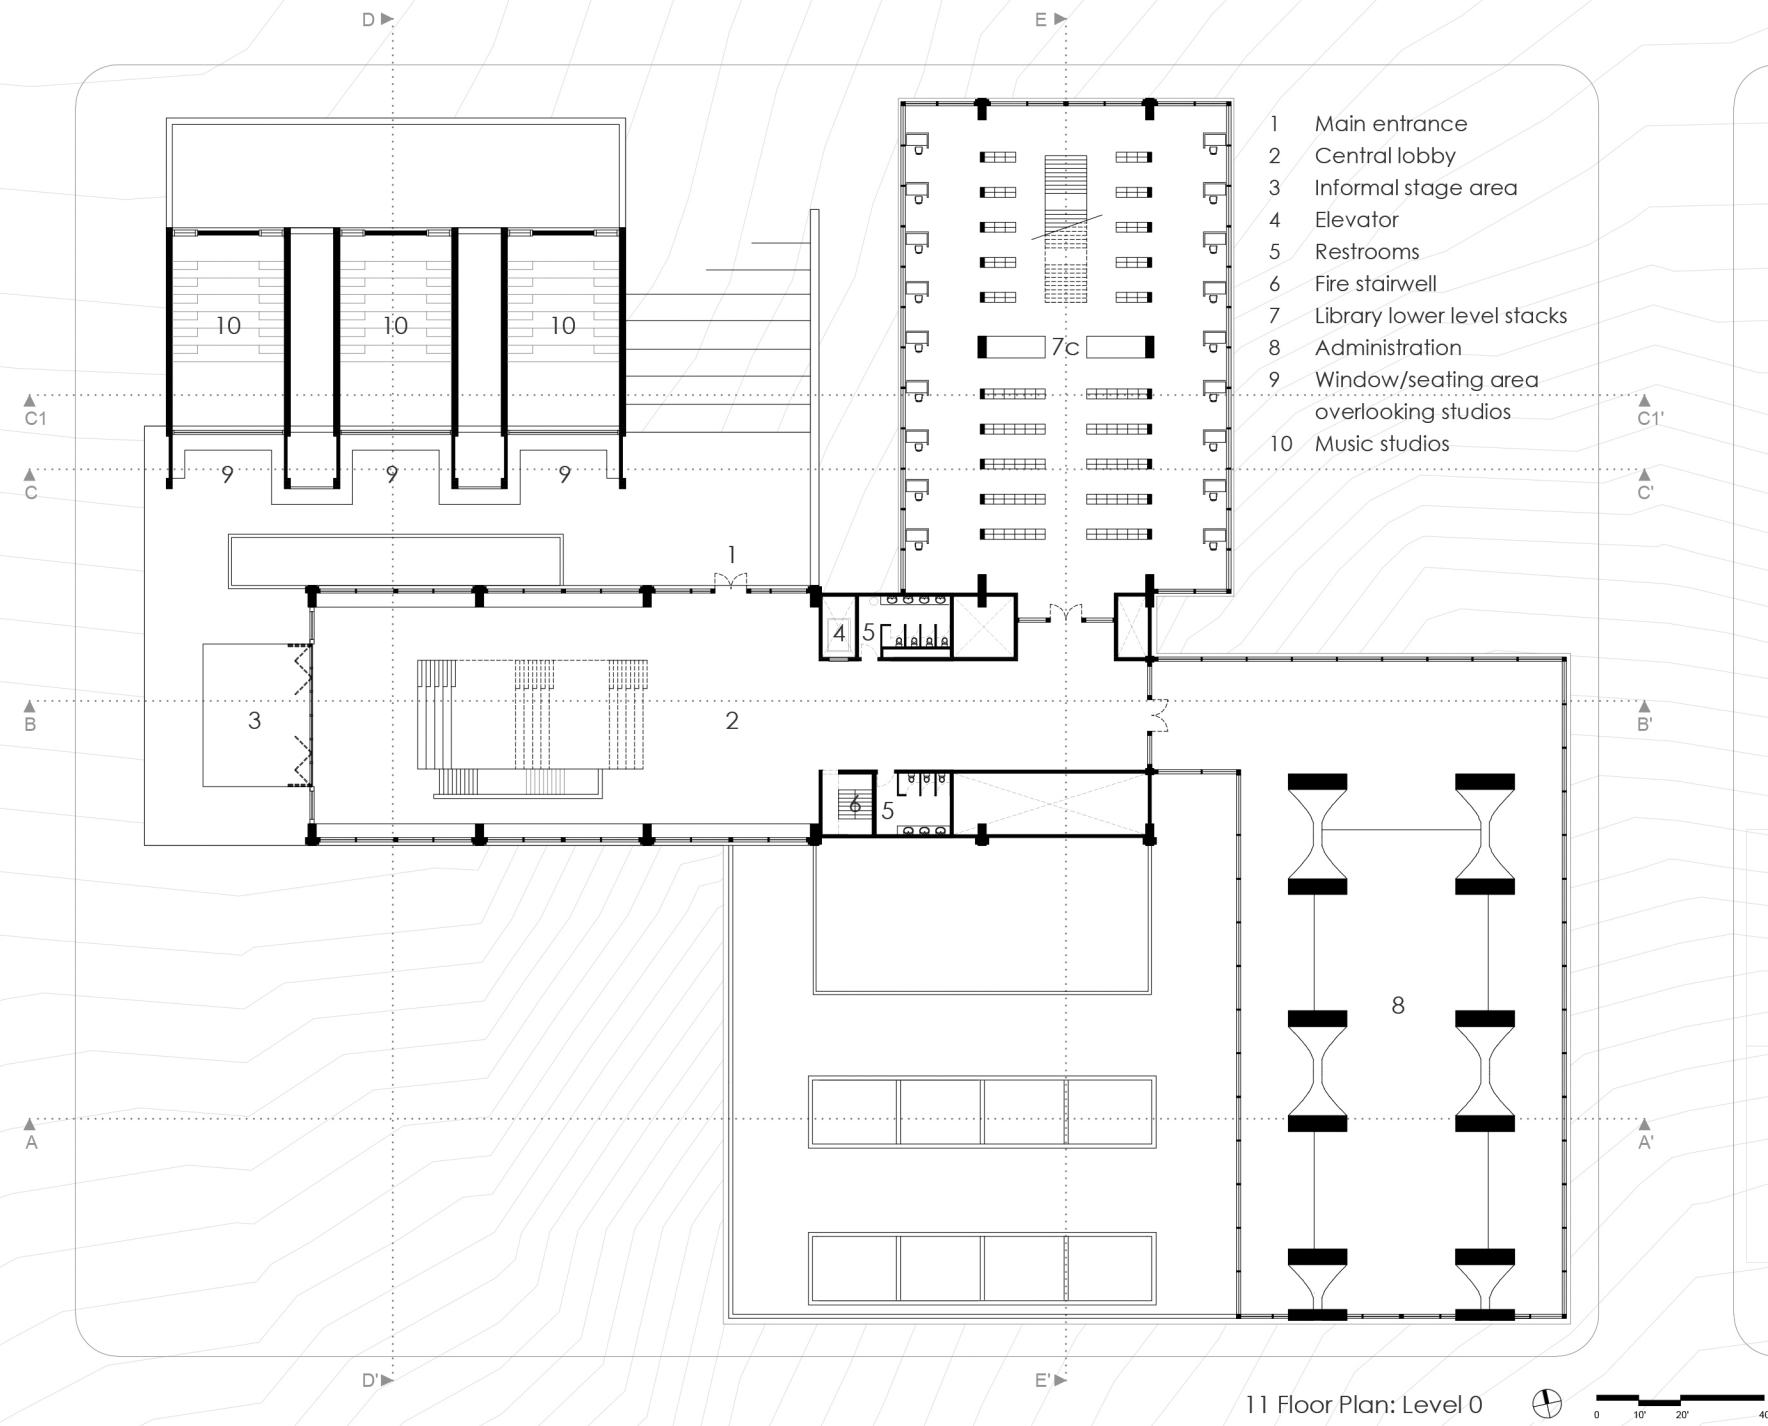 D
E
1 Main entrance
2 Central lobby
3 Informal stage area
4 Elevator
5 Restrooms
6 Fire stairwell
7 Library lower level stacks
8 Administration
9 Window/seating area
overlooking studios
10 Music studios
10 10 10
7c
C1 C1'
9 9 9
C C'
1
4 5
3 2
B B'
6 5
8
A A'
D' E'
11 Floor Plan: Level 0
0 10' 20'